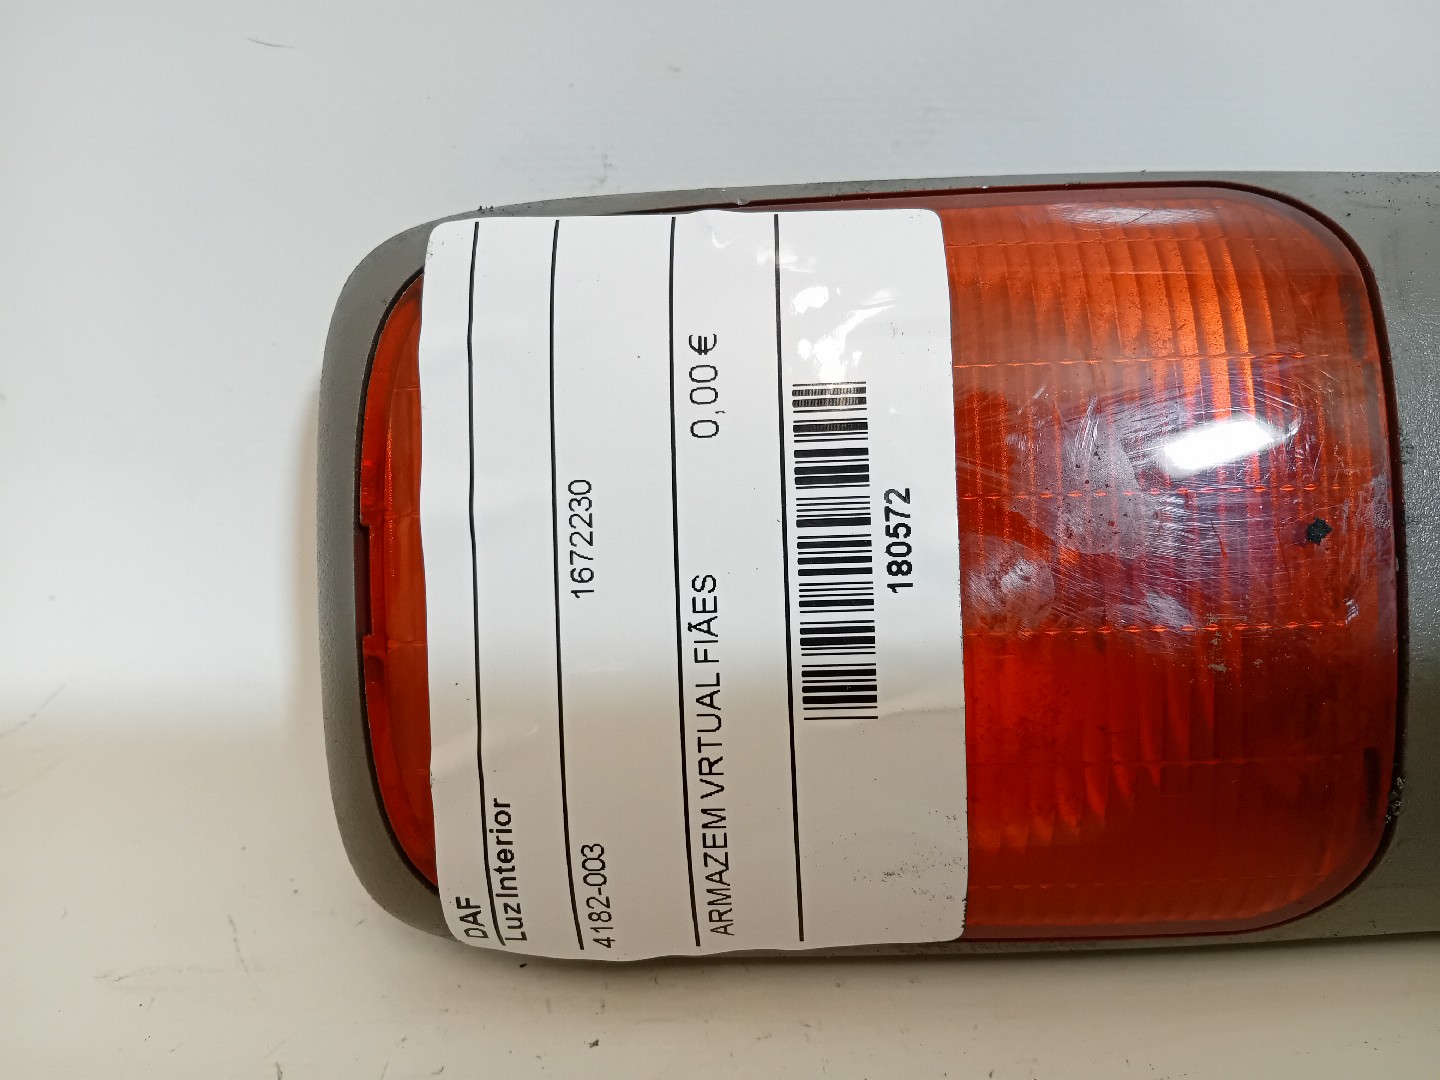 DAF
Luz Interior
4182-003 1672230
ARMAZEM VRTUAL FIÃES 0,00 €
180572